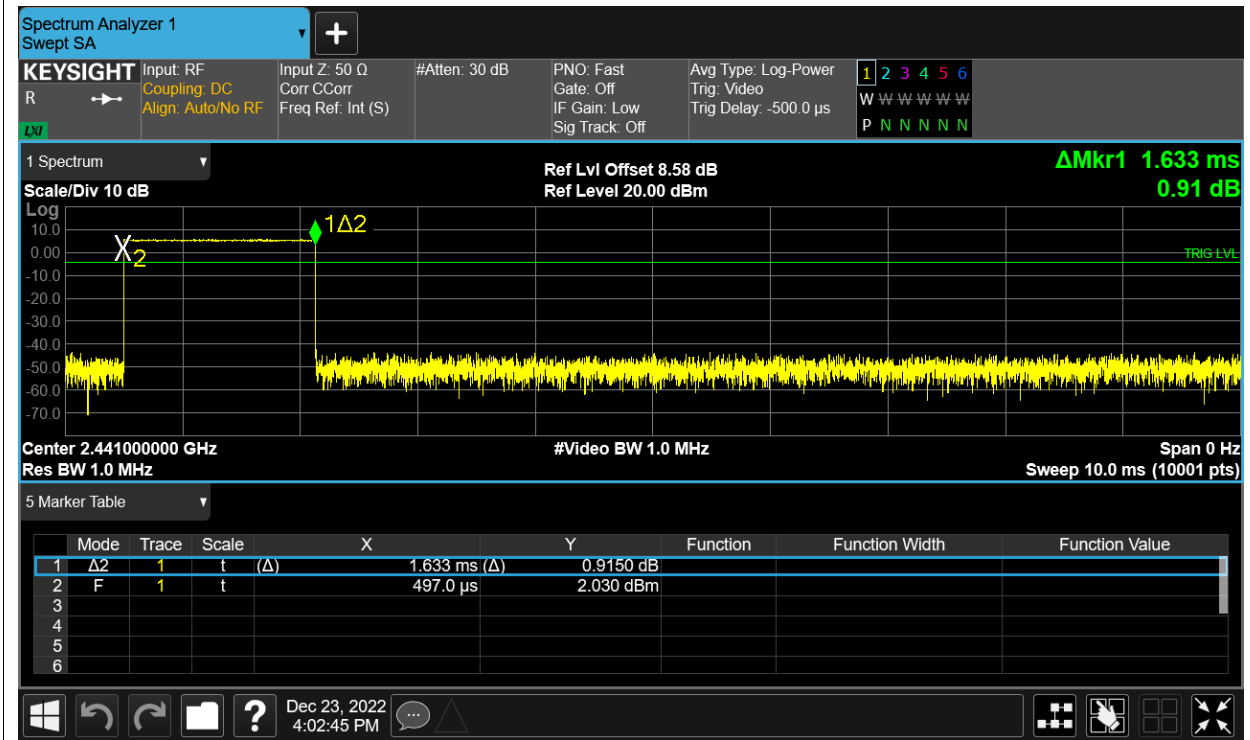 Spectrum Analyzer 1
Swept SA
KEYSIGHT
R
LXI
Input: RF
Coupling: DC
Align: Auto/No RF
Input Z: 50 Ω
Corr CCorr
Freq Ref: Int (S)
#Atten: 30 dB
PNO: Fast
Gate: Off
IF Gain: Low
Sig Track: Off
Avg Type: Log-Power
Trig: Video
Trig Delay: -500.0 µs
1 2 3 4 5 6
W W W W W W
P N N N N N
1 Spectrum
Scale/Div 10 dB
Ref Lvl Offset 8.58 dB
Ref Level 20.00 dBm
ΔMkr1 1.633 ms
0.91 dB
Log
10.0
0.00
-10.0
-20.0
-30.0
-40.0
-50.0
-60.0
-70.0
X2
1Δ2
TRIG LVL
Center 2.441000000 GHz
#Video BW 1.0 MHz
Span 0 Hz
Res BW 1.0 MHz
Sweep 10.0 ms (10001 pts)
5 Marker Table
Mode Trace Scale X Y Function Function Width Function Value
1 Δ2 1 t (Δ) 1.633 ms (Δ) 0.9150 dB
2 F 1 t 497.0 µs 2.030 dBm
3
4
5
6
?
Dec 23, 2022
4:02:45 PM